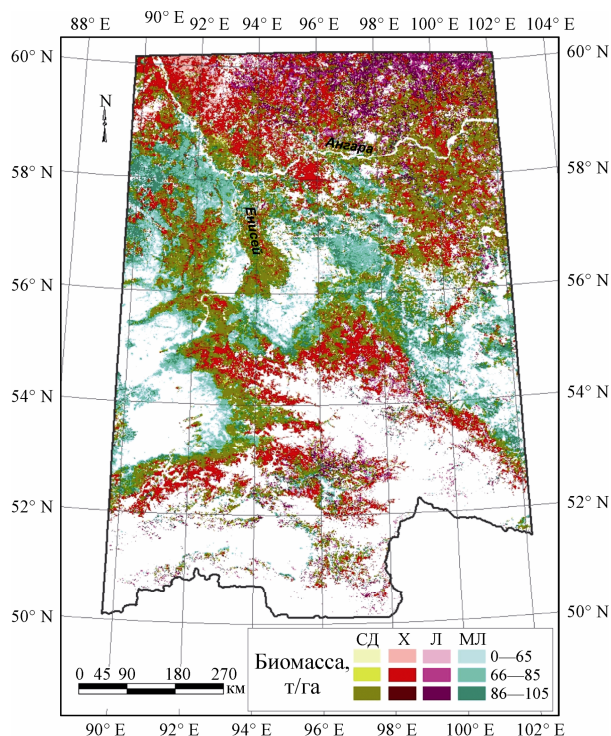 88° E 90° E 92° E 94° E 96° E 98° E 100° E 102° E 104° E
60° N 60° N
N
Ангара
58° N 58° N
Енисей
56° N 56° N
54° N 54° N
52° N 52° N
50° N 50° N
СД Х Л МЛ
Биомасса, т/га
0—65
66—85
86—105
0 45 90 180 270
км
90° E 92° E 94° E 96° E 98° E 100° E 102° E